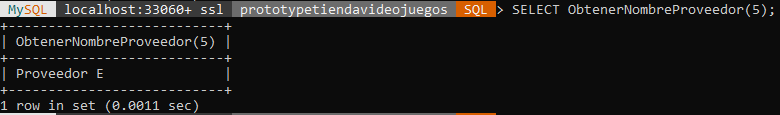 MySQL localhost:33060+ ssl prototypetiendavideojuegos SQL > SELECT ObtenerNombreProveedor(5);
+---------------------------+
| ObtenerNombreProveedor(5) |
+---------------------------+
| Proveedor E               |
+---------------------------+
1 row in set (0.0011 sec)